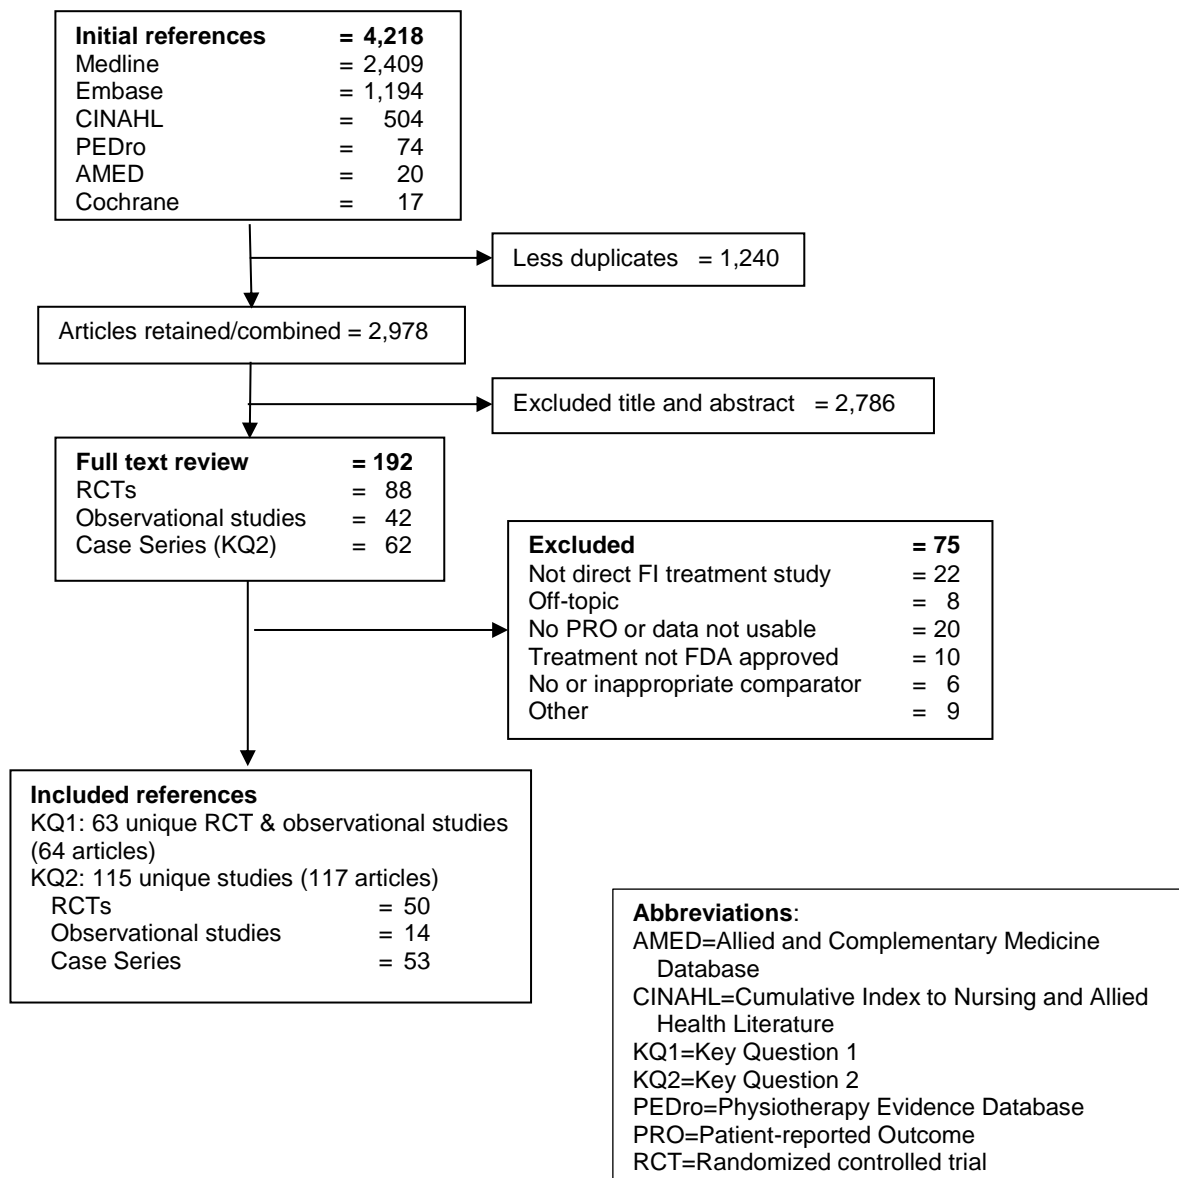 Initial references = 4,218
Medline = 2,409
Embase = 1,194
CINAHL = 504
PEDro = 74
AMED = 20
Cochrane = 17
Less duplicates = 1,240
Articles retained/combined = 2,978
Excluded title and abstract = 2,786
Full text review = 192
RCTs = 88
Observational studies = 42
Case Series (KQ2) = 62
Excluded = 75
Not direct FI treatment study = 22
Off-topic = 8
No PRO or data not usable = 20
Treatment not FDA approved = 10
No or inappropriate comparator = 6
Other = 9
Included references
KQ1: 63 unique RCT & observational studies
(64 articles)
KQ2: 115 unique studies (117 articles)
RCTs = 50
Observational studies = 14
Case Series = 53
Abbreviations:
AMED=Allied and Complementary Medicine
Database
CINAHL=Cumulative Index to Nursing and Allied
Health Literature
KQ1=Key Question 1
KQ2=Key Question 2
PEDro=Physiotherapy Evidence Database
PRO=Patient-reported Outcome
RCT=Randomized controlled trial